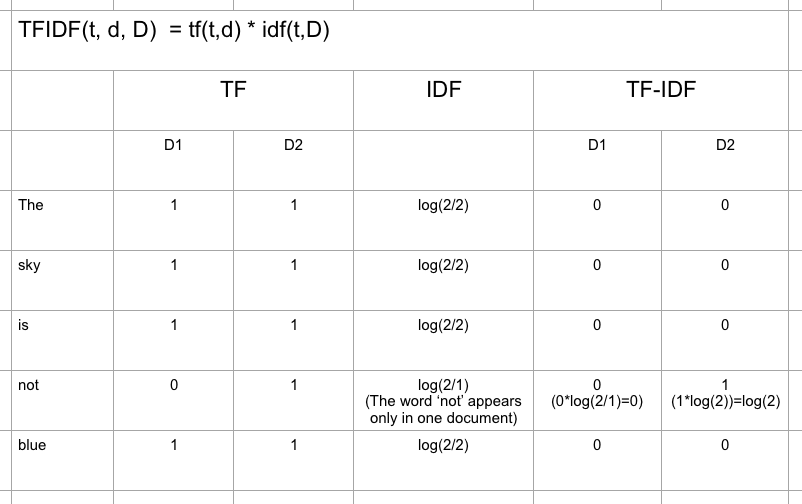 TFIDF(t, d, D) = tf(t,d) * idf(t,D)
TF IDF TF-IDF
D1 D2 D1 D2
The 1 1 log(2/2) 0 0
sky 1 1 log(2/2) 0 0
is 1 1 log(2/2) 0 0
not 0 1 log(2/1) 0 1
(The word ‘not’ appears (0*log(2/1)=0) (1*log(2))=log(2)
only in one document)
blue 1 1 log(2/2) 0 0